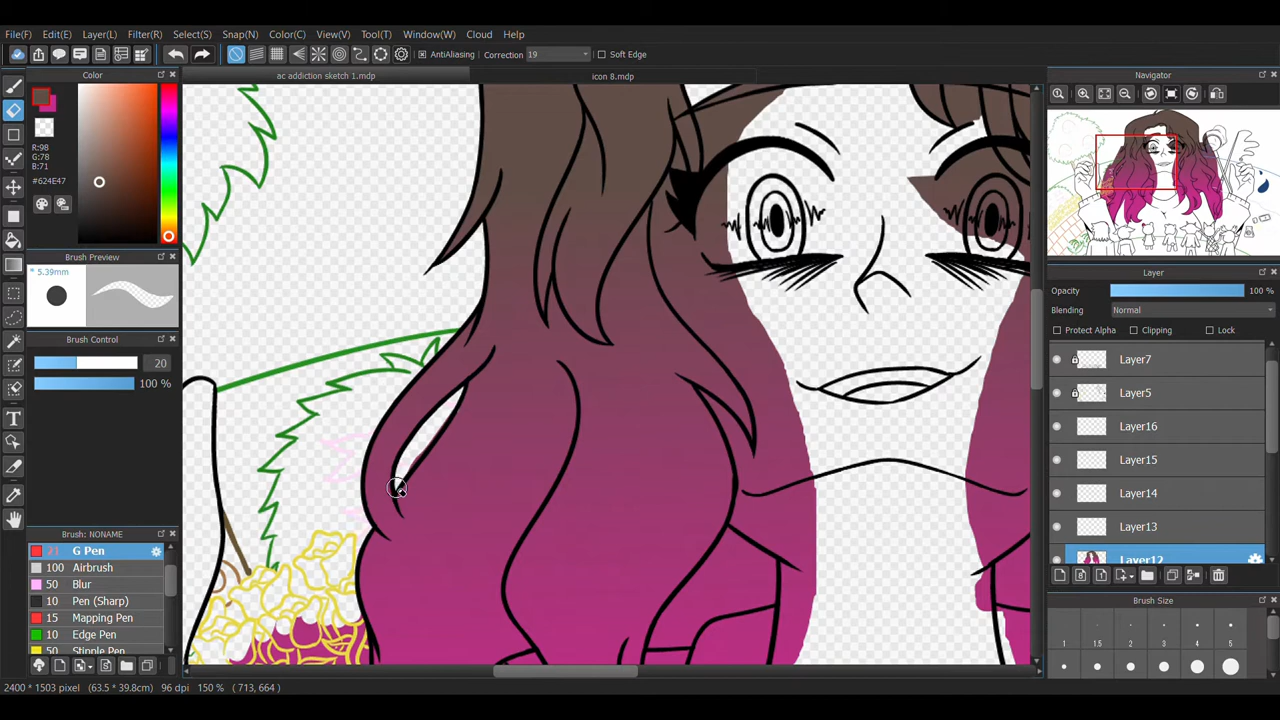 File(F) Edit(E) Layer(L) Filter(R) Select(S) Snap(N) Color(C) View(V) Tool(T) Window(W) Cloud Help
AntiAliasing Correction 19 Soft Edge
Color
R:98
G:78
B:71
#624E47
Brush Preview
* 5.39mm
Brush Control
20
100 %
Brush: NONAME
21 G Pen
100 Airbrush
50 Blur
10 Pen (Sharp)
15 Mapping Pen
10 Edge Pen
50 Stipple Pen
ac addiction sketch 1.mdp icon 8.mdp
Navigator
Layer
Opacity 100 %
Blending Normal
Protect Alpha Clipping Lock
Layer7
Layer5
Layer16
Layer15
Layer14
Layer13
Layer12
Brush Size
1 1.5 2 3 4 5
2400 * 1503 pixel (63.5 * 39.8cm) 96 dpi 150 % ( 713, 664 )